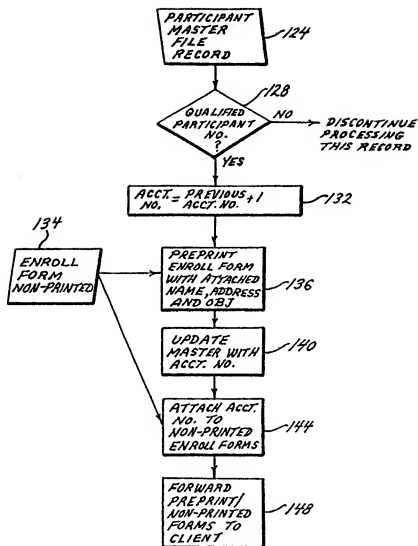 PARTICIPANT
MASTER
FILE
RECORD
124
128
QUALIFIED
PARTICIPANT
NO.
?
NO
DISCONTINUE
PROCESSING
THIS RECORD
YES
ACCT. = PREVIOUS + 1
NO. ACCT. NO.
132
134
ENROLL
FORM
NON-PRINTED
PREPRINT
ENROLL FORM
WITH ATTACHED
NAME, ADDRESS
AND OBJ
136
UPDATE
MASTER WITH
ACCT. NO.
140
ATTACH ACCT.
NO. TO
NON-PRINTED
ENROLL FORMS
144
FORWARD
PREPRINT/
NON-PRINTED
FORMS TO
CLIENT
148